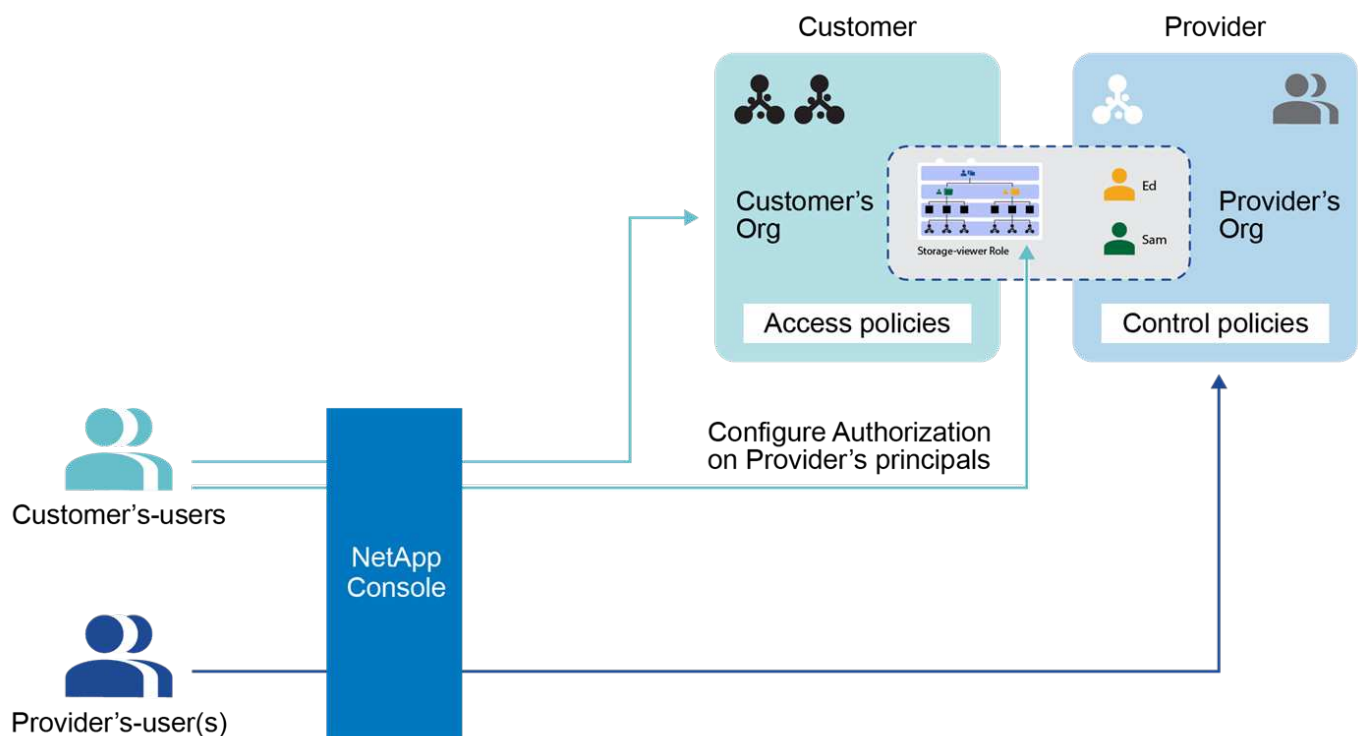 Customer
Provider
Customer's
Org
Storage-viewer Role
Ed
Sam
Provider's
Org
Access policies
Control policies
Configure Authorization
on Provider's principals
Customer's-users
NetApp
Console
Provider's-user(s)